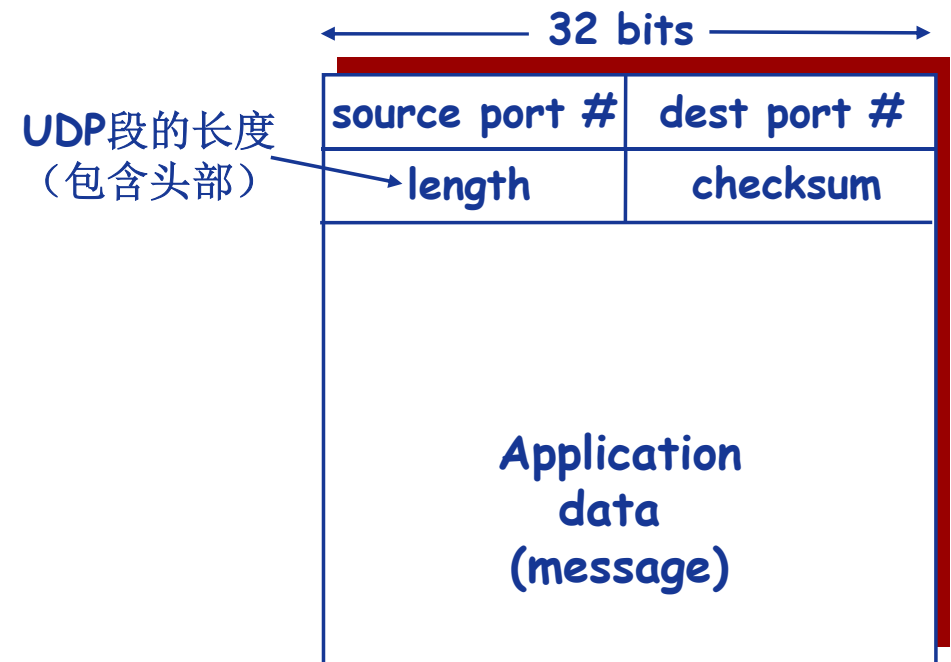 32 bits
source port # dest port #
UDP段的长度
（包含头部）
length checksum
Application
data
(message)